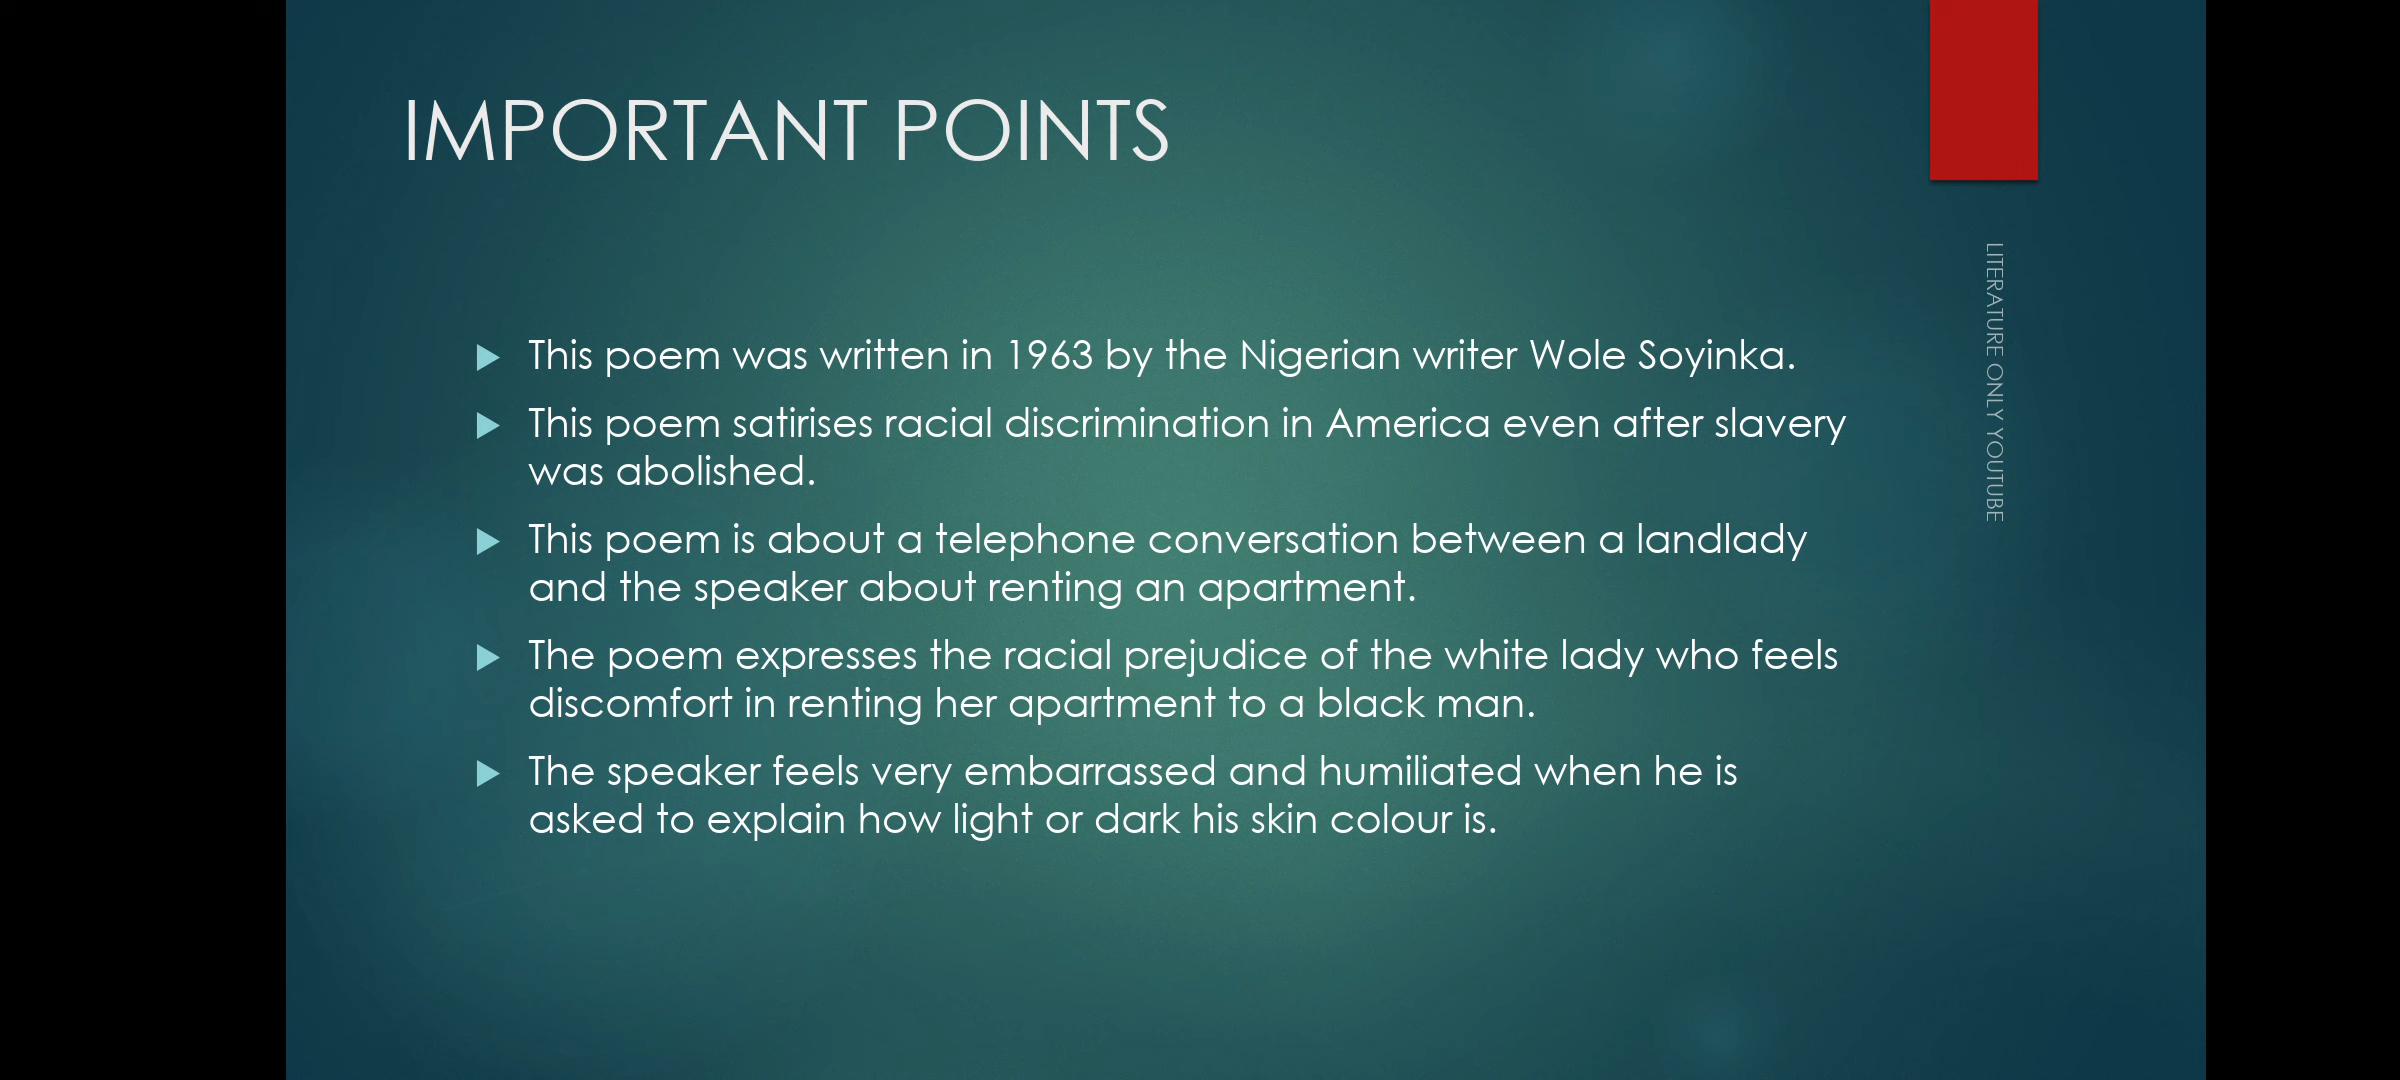 IMPORTANT POINTS
This poem was written in 1963 by the Nigerian writer Wole Soyinka.
This poem satirises racial discrimination in America even after slavery
was abolished.
This poem is about a telephone conversation between a landlady
and the speaker about renting an apartment.
The poem expresses the racial prejudice of the white lady who feels
discomfort in renting her apartment to a black man.
The speaker feels very embarrassed and humiliated when he is
asked to explain how light or dark his skin colour is.
LITERATURE ONLY YOUTUBE